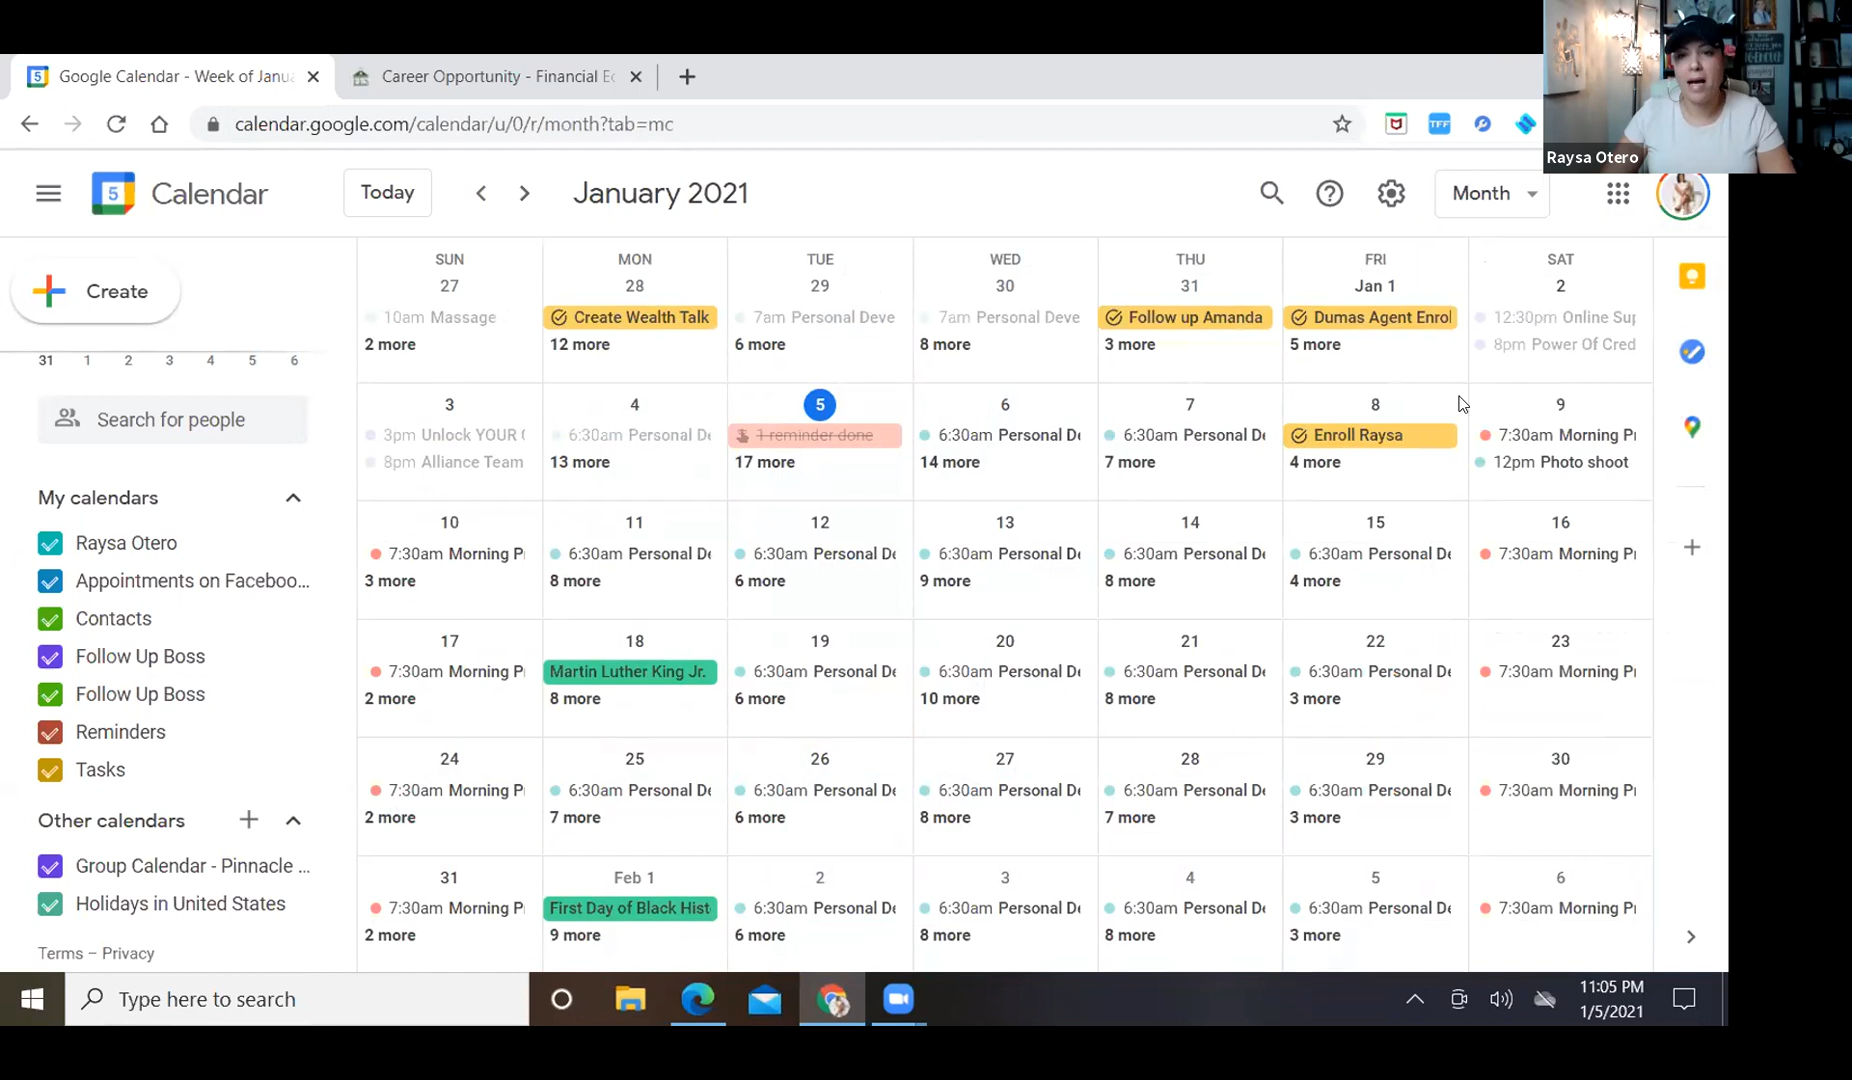 Google Calendar - Week of Janua
Career Opportunity - Financial Ec
calendar.google.com/calendar/u/0/r/month?tab=mc
TFF
Raysa Otero
5 Calendar
Today
January 2021
Month
Create
31 1 2 3 4 5 6
Search for people
My calendars
Raysa Otero
Appointments on Faceboo...
Contacts
Follow Up Boss
Follow Up Boss
Reminders
Tasks
Other calendars
Group Calendar - Pinnacle ...
Holidays in United States
Terms – Privacy
SUN MON TUE WED THU FRI SAT
27 28 29 30 31 Jan 1 2
10am Massage Create Wealth Talk 7am Personal Deve 7am Personal Deve Follow up Amanda Dumas Agent Enrol 12:30pm Online Sup
2 more 12 more 6 more 8 more 3 more 5 more 8pm Power Of Cred
3 4 5 6 7 8 9
3pm Unlock YOUR 6:30am Personal De 1 reminder done 6:30am Personal De 6:30am Personal De Enroll Raysa 7:30am Morning Pr
8pm Alliance Team 13 more 17 more 14 more 7 more 4 more 12pm Photo shoot
10 11 12 13 14 15 16
7:30am Morning P 6:30am Personal De 6:30am Personal De 6:30am Personal De 6:30am Personal De 6:30am Personal De 7:30am Morning Pr
3 more 8 more 6 more 9 more 8 more 4 more
17 18 19 20 21 22 23
7:30am Morning P Martin Luther King Jr. 6:30am Personal De 6:30am Personal De 6:30am Personal De 6:30am Personal De 7:30am Morning Pr
2 more 8 more 6 more 10 more 8 more 3 more
24 25 26 27 28 29 30
7:30am Morning P 6:30am Personal De 6:30am Personal De 6:30am Personal De 6:30am Personal De 6:30am Personal De 7:30am Morning Pr
2 more 7 more 6 more 8 more 7 more 3 more
31 Feb 1 2 3 4 5 6
7:30am Morning P First Day of Black Hist 6:30am Personal De 6:30am Personal De 6:30am Personal De 6:30am Personal De 7:30am Morning Pr
2 more 9 more 6 more 8 more 8 more 3 more
Type here to search
11:05 PM
1/5/2021